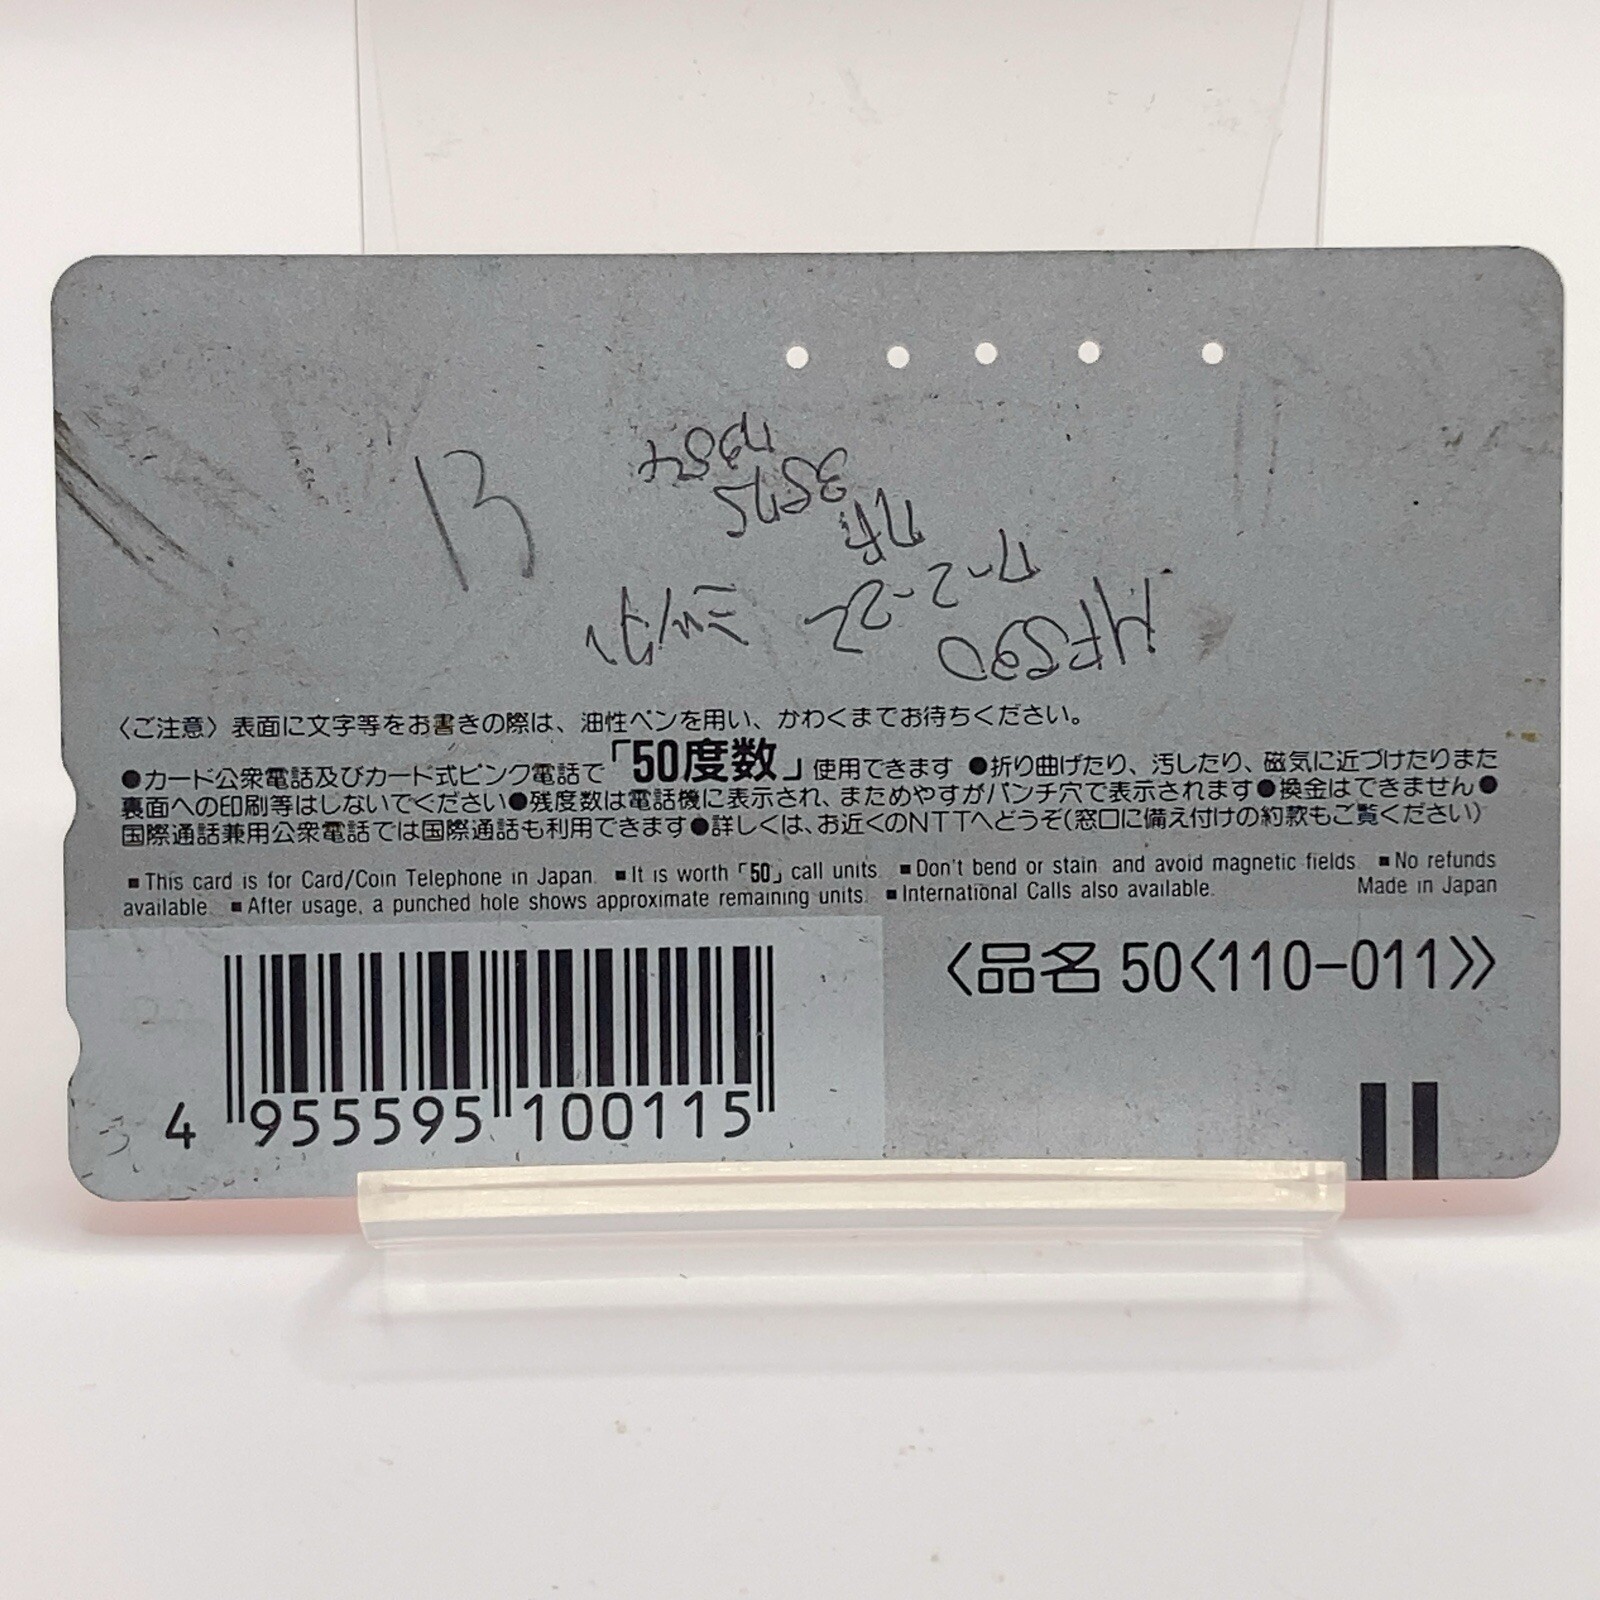 〈ご注意〉表面に文字等をお書きの際は、油性ペンを用い、かわくまでお待ちください。
●カード公衆電話及びカード式ピンク電話で「50度数」使用できます ●折り曲げたり、汚したり、磁気に近づけたりまた
裏面への印刷等はしないでください●残度数は電話機に表示され、まためやすがパンチ穴で表示されます●換金はできません●
国際通話兼用公衆電話では国際通話も利用できます●詳しくは、お近くのNTTへどうぞ(窓口に備え付けの約款もご覧ください)
■This card is for Card/Coin Telephone in Japan. ■It is worth「50」call units. ■Don't bend or stain and avoid magnetic fields. ■No refunds
available. ■After usage, a punched hole shows approximate remaining units. ■International Calls also available. Made in Japan
〈品名 50〈110-011〉〉
4 955595 100115